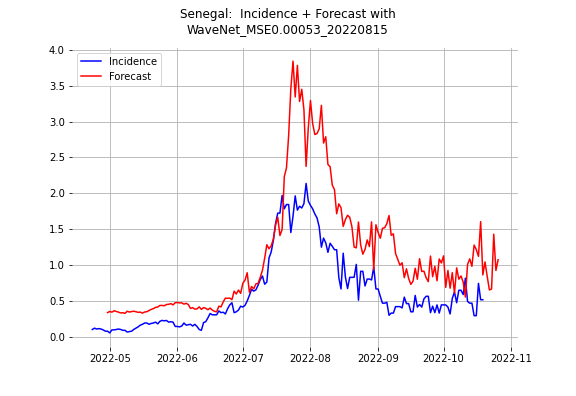 Senegal:  Incidence + Forecast with
WaveNet_MSE0.00053_20220815
Incidence
Forecast
4.0
3.5
3.0
2.5
2.0
1.5
1.0
0.5
0.0
2022-05 2022-06 2022-07 2022-08 2022-09 2022-10 2022-11